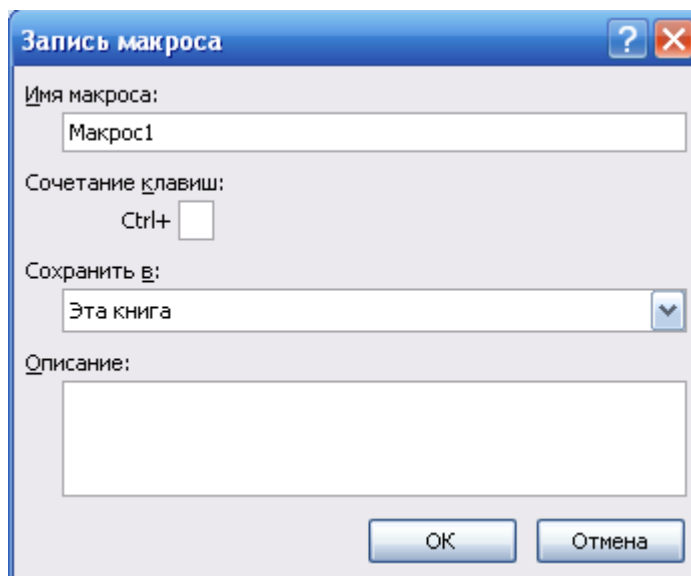 Запись макроса
Имя макроса:
Макрос1
Сочетание клавиш:
Ctrl+
Сохранить в:
Эта книга
Описание:
ОК Отмена